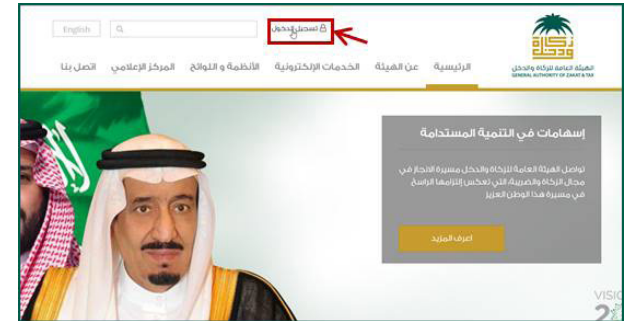 تسجيل الدخول
English
الهيئة العامة للزكاة والدخل
GENERAL AUTHORITY OF ZAKAT & TAX
الرئيسية
عن الهيئة
الخدمات الإلكترونية
الأنظمة و اللوائح
المركز الإعلامي
اتصل بنا
إسهامات في التنمية المستدامة
تواصل الهيئة العامة للزكاة والدخل مسيرة الانجاز في
مجال الزكاة والضريبة، التي تعكس إلتزامها الراسخ
في مسيرة هذا الوطن العزيز
اعرف المزيد